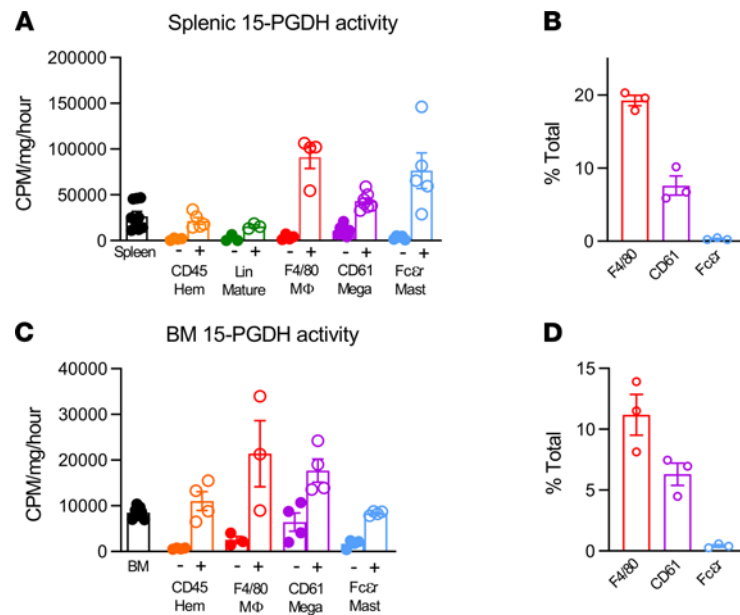 A
Splenic 15-PGDH activity
CPM/mg/hour
200000
150000
100000
50000
0
Spleen
- + - + - + - + - +
CD45 Lin F4/80 CD61 Fcεr
Hem Mature MΦ Mega Mast
B
% Total
20
10
0
F4/80 CD61 Fcεr
C
BM 15-PGDH activity
CPM/mg/hour
40000
30000
20000
10000
0
BM
- + - + - + - +
CD45 F4/80 CD61 Fcεr
Hem MΦ Mega Mast
D
% Total
15
10
5
0
F4/80 CD61 Fcεr